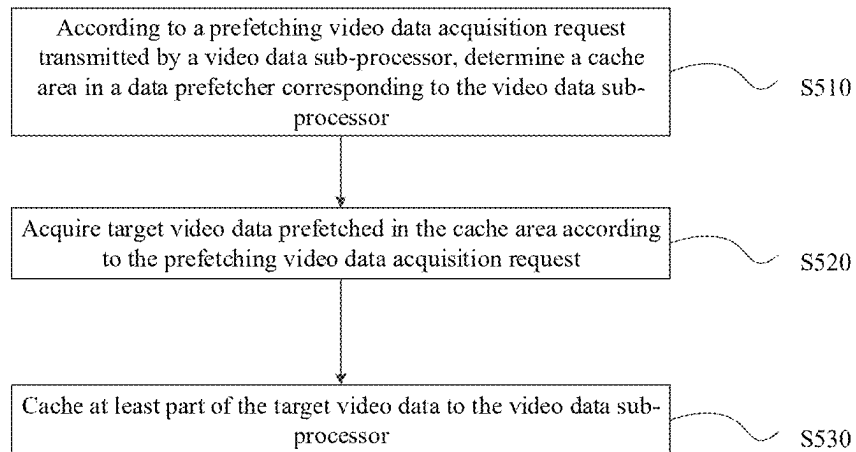 According to a prefetching video data acquisition request
transmitted by a video data sub-processor, determine a cache
area in a data prefetcher corresponding to the video data sub-
processor
S510
Acquire target video data prefetched in the cache area according
to the prefetching video data acquisition request
S520
Cache at least part of the target video data to the video data sub-
processor
S530